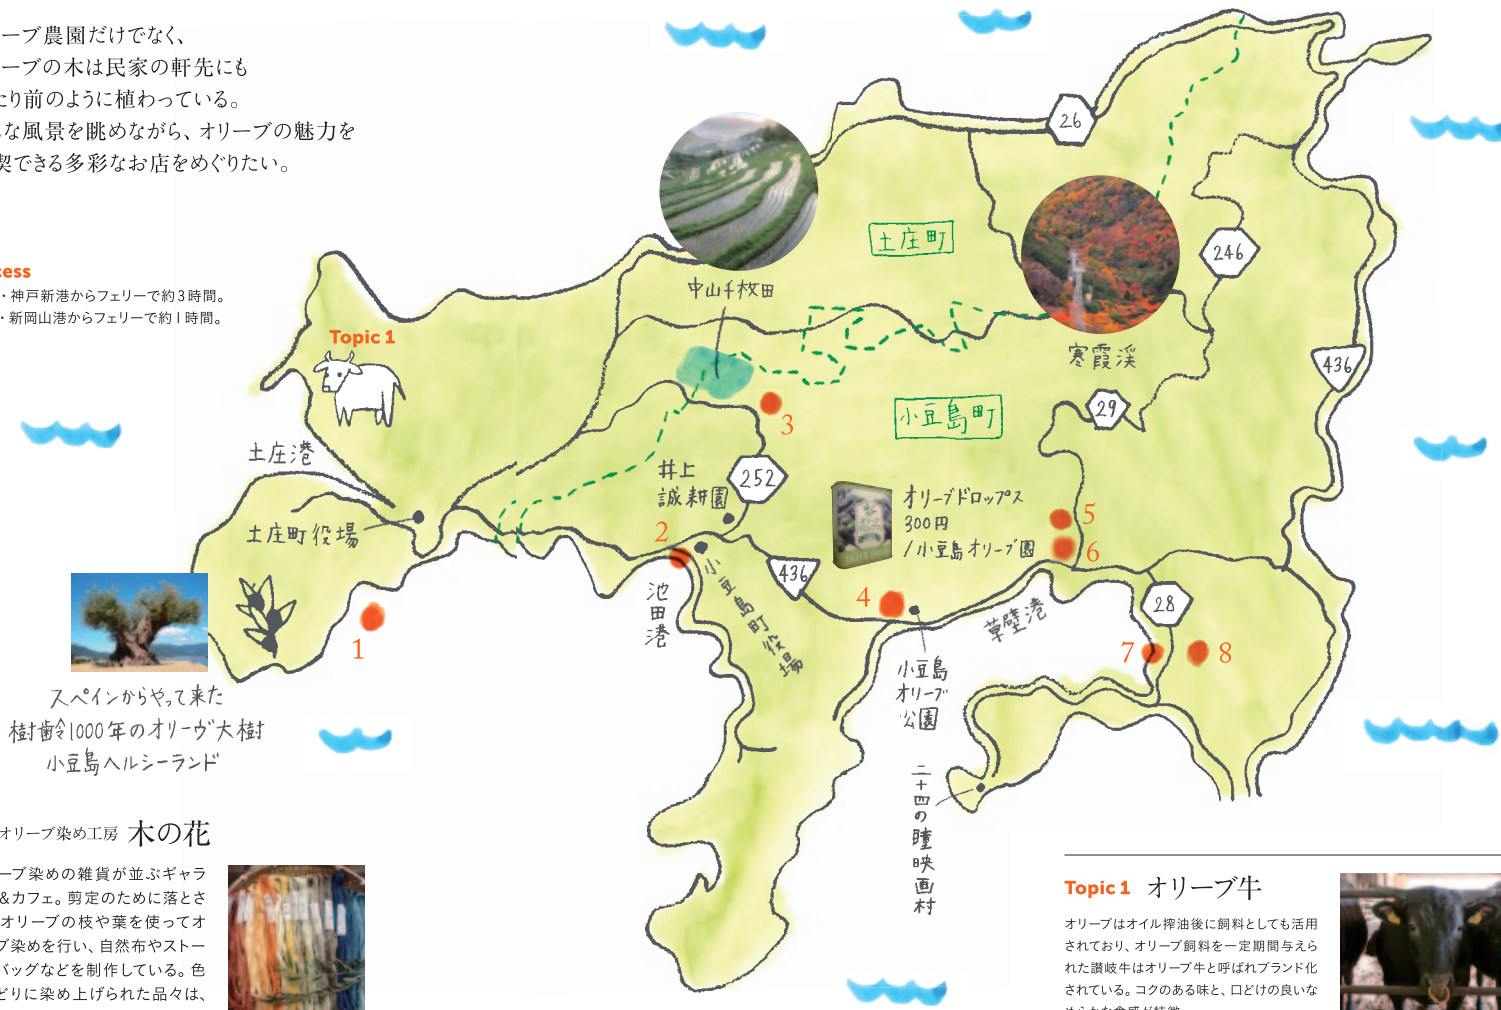 ーブ農園だけでなく、
ーブの木は民家の軒先にも
たり前のように植わっている。
な風景を眺めながら、オリーブの魅力を
喫できる多彩なお店をめぐりたい。
cess
・神戸新港からフェリーで約3時間。
・新岡山港からフェリーで約1時間。
26
土庄町
246
中山千枚田
寒霞渓
Topic 1
436
29
小豆島町
3
土庄港
井上
誠耕園
252
オリーブドロップス
300円
/小豆島オリーブ園
5
6
土庄町役場
2
436
小豆島町役場
池田港
4
草壁港
28
1
7
8
小豆島
オリーブ
公園
スペインからやって来た
樹齢1000年のオリーヴ大樹
小豆島ヘルシーランド
二十四の瞳映画村
オリーブ染め工房 木の花
ーブ染めの雑貨が並ぶギャラ
&カフェ。剪定のために落とさ
オリーブの枝や葉を使ってオ
ブ染めを行い、自然布やストー
バッグなどを制作している。色
どりに染め上げられた品々は、
Topic 1 オリーブ牛
オリーブはオイル搾油後に飼料としても活用
されており、オリーブ飼料を一定期間与えら
れた讃岐牛はオリーブ牛と呼ばれブランド化
されている。コクのある味と、口どけの良いな